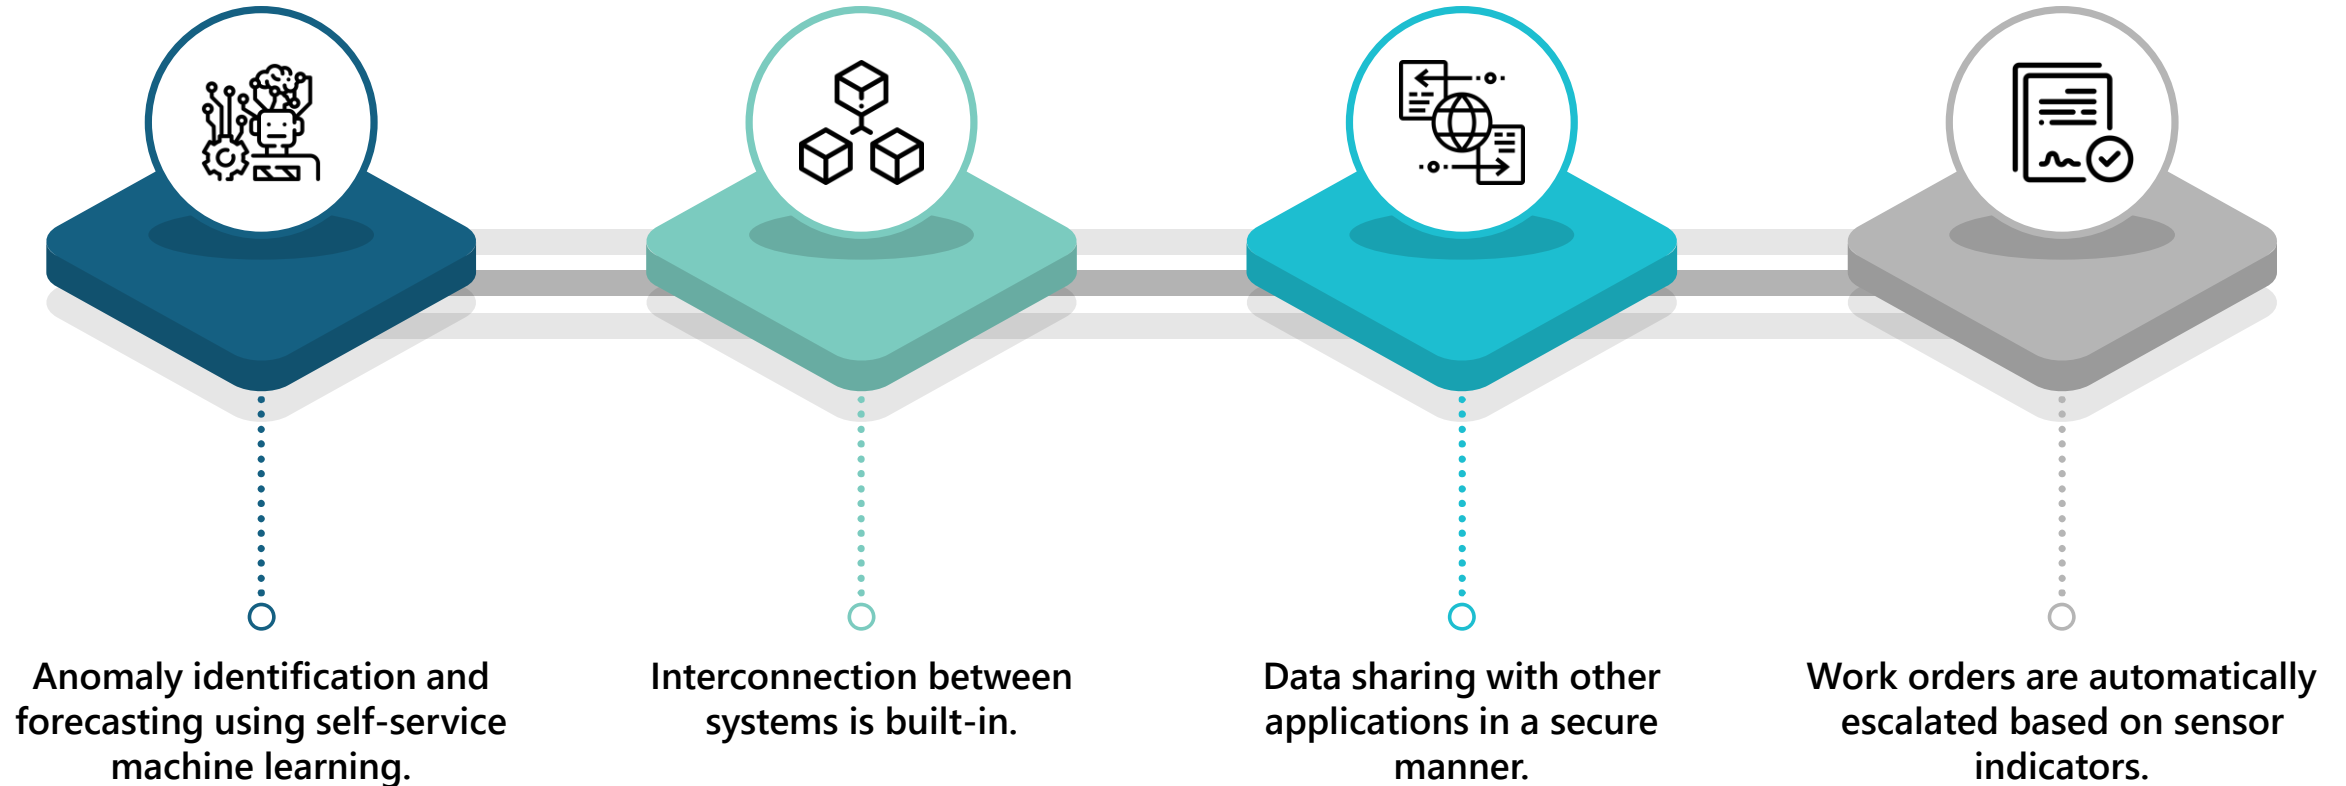 Anomaly identification and
forecasting using self-service
machine learning.
Interconnection between
systems is built-in.
Data sharing with other
applications in a secure
manner.
Work orders are automatically
escalated based on sensor
indicators.